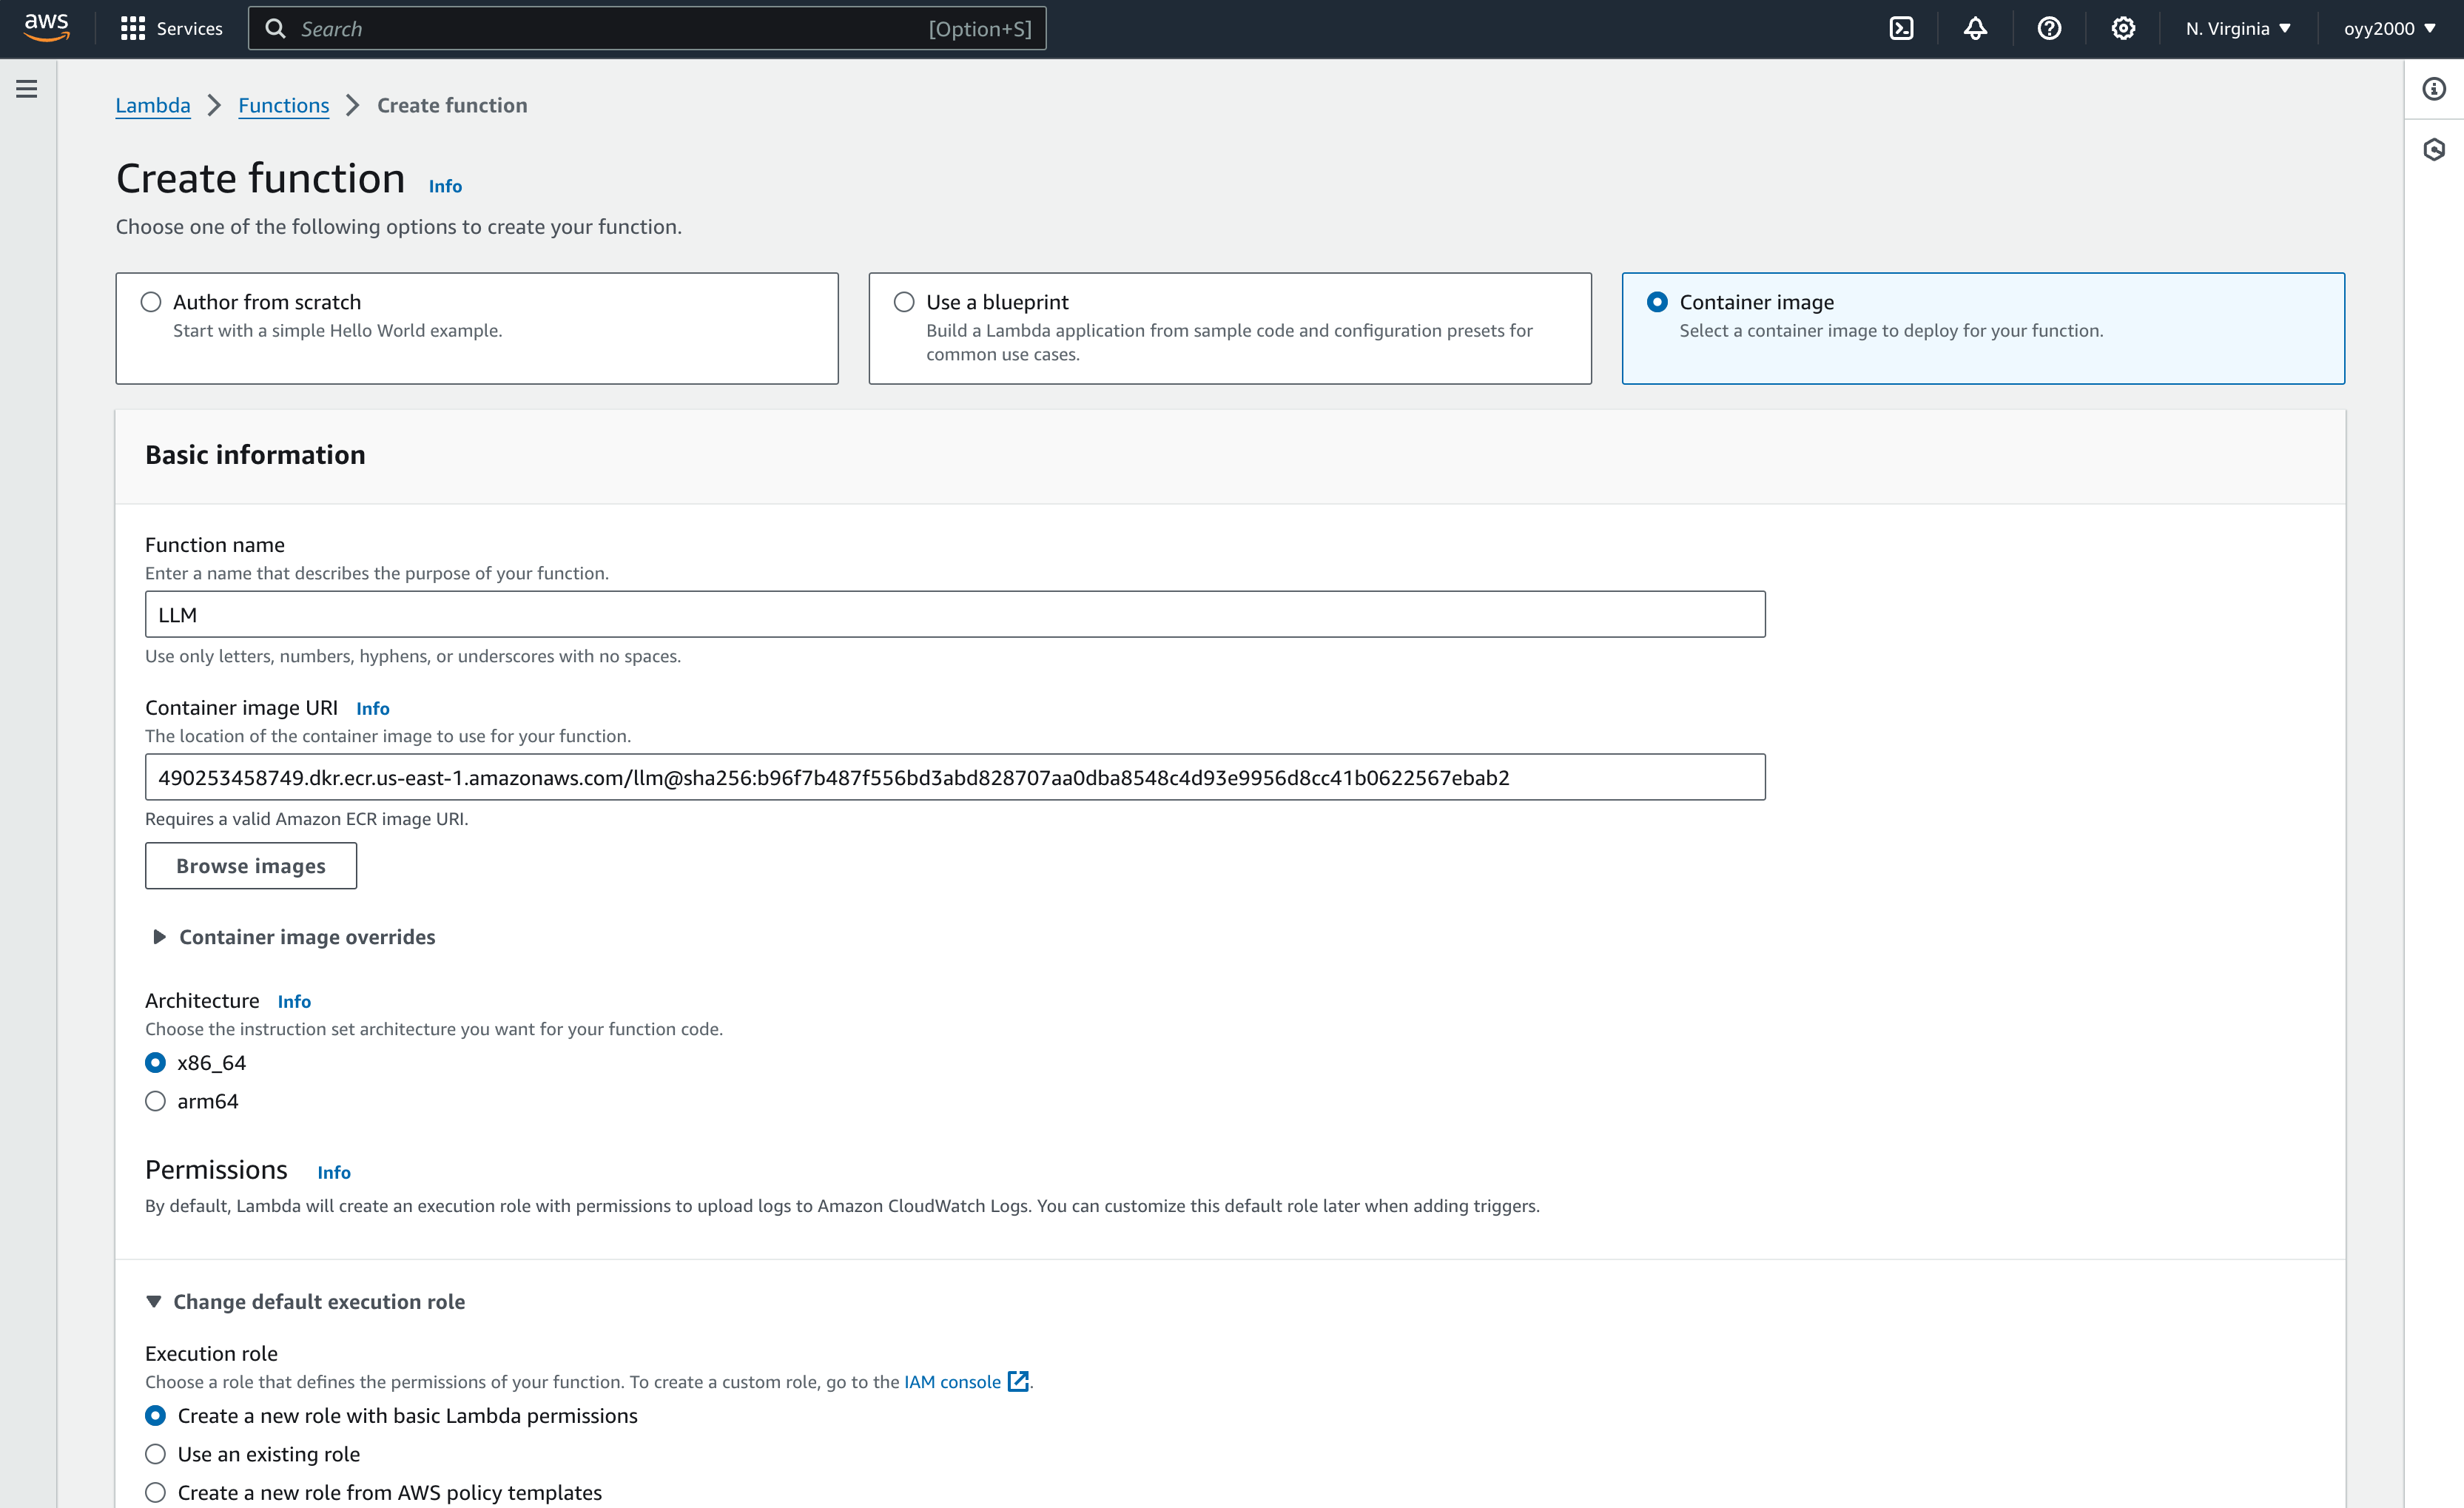 aws
Services
Search
[Option+S]
N. Virginia
oyy2000
Lambda
Functions
Create function
Create function
Info
Choose one of the following options to create your function.
Author from scratch
Start with a simple Hello World example.
Use a blueprint
Build a Lambda application from sample code and configuration presets for
common use cases.
Container image
Select a container image to deploy for your function.
Basic information
Function name
Enter a name that describes the purpose of your function.
LLM
Use only letters, numbers, hyphens, or underscores with no spaces.
Container image URI Info
The location of the container image to use for your function.
490253458749.dkr.ecr.us-east-1.amazonaws.com/llm@sha256:b96f7b487f556bd3abd828707aa0dba8548c4d93e9956d8cc41b0622567ebab2
Requires a valid Amazon ECR image URI.
Browse images
Container image overrides
Architecture Info
Choose the instruction set architecture you want for your function code.
x86_64
arm64
Permissions Info
By default, Lambda will create an execution role with permissions to upload logs to Amazon CloudWatch Logs. You can customize this default role later when adding triggers.
Change default execution role
Execution role
Choose a role that defines the permissions of your function. To create a custom role, go to the IAM console.
Create a new role with basic Lambda permissions
Use an existing role
Create a new role from AWS policy templates